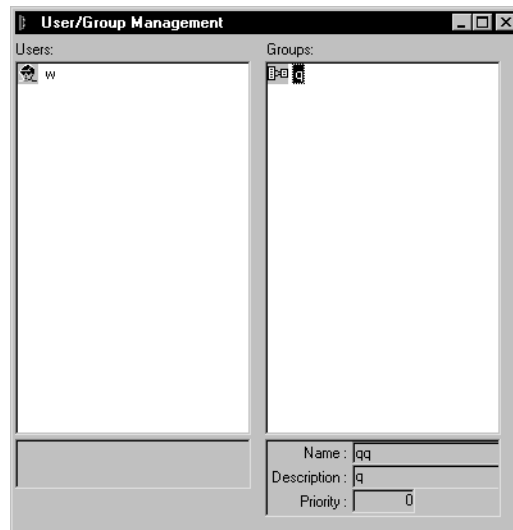 User/Group Management
Users:
Groups:
w
q
Name : qq
Description : q
Priority : 0